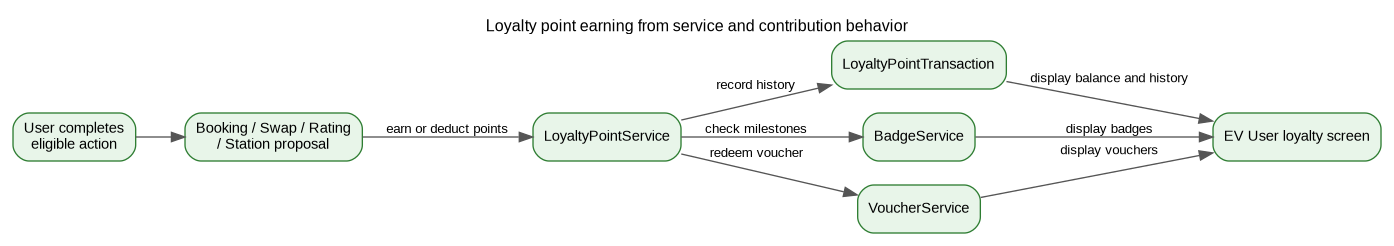 Loyalty point earning from service and contribution behavior
User completes
eligible action
Booking / Swap / Rating
/ Station proposal
earn or deduct points
LoyaltyPointService
record history
check milestones
redeem voucher
LoyaltyPointTransaction
BadgeService
VoucherService
display balance and history
display badges
display vouchers
EV User loyalty screen